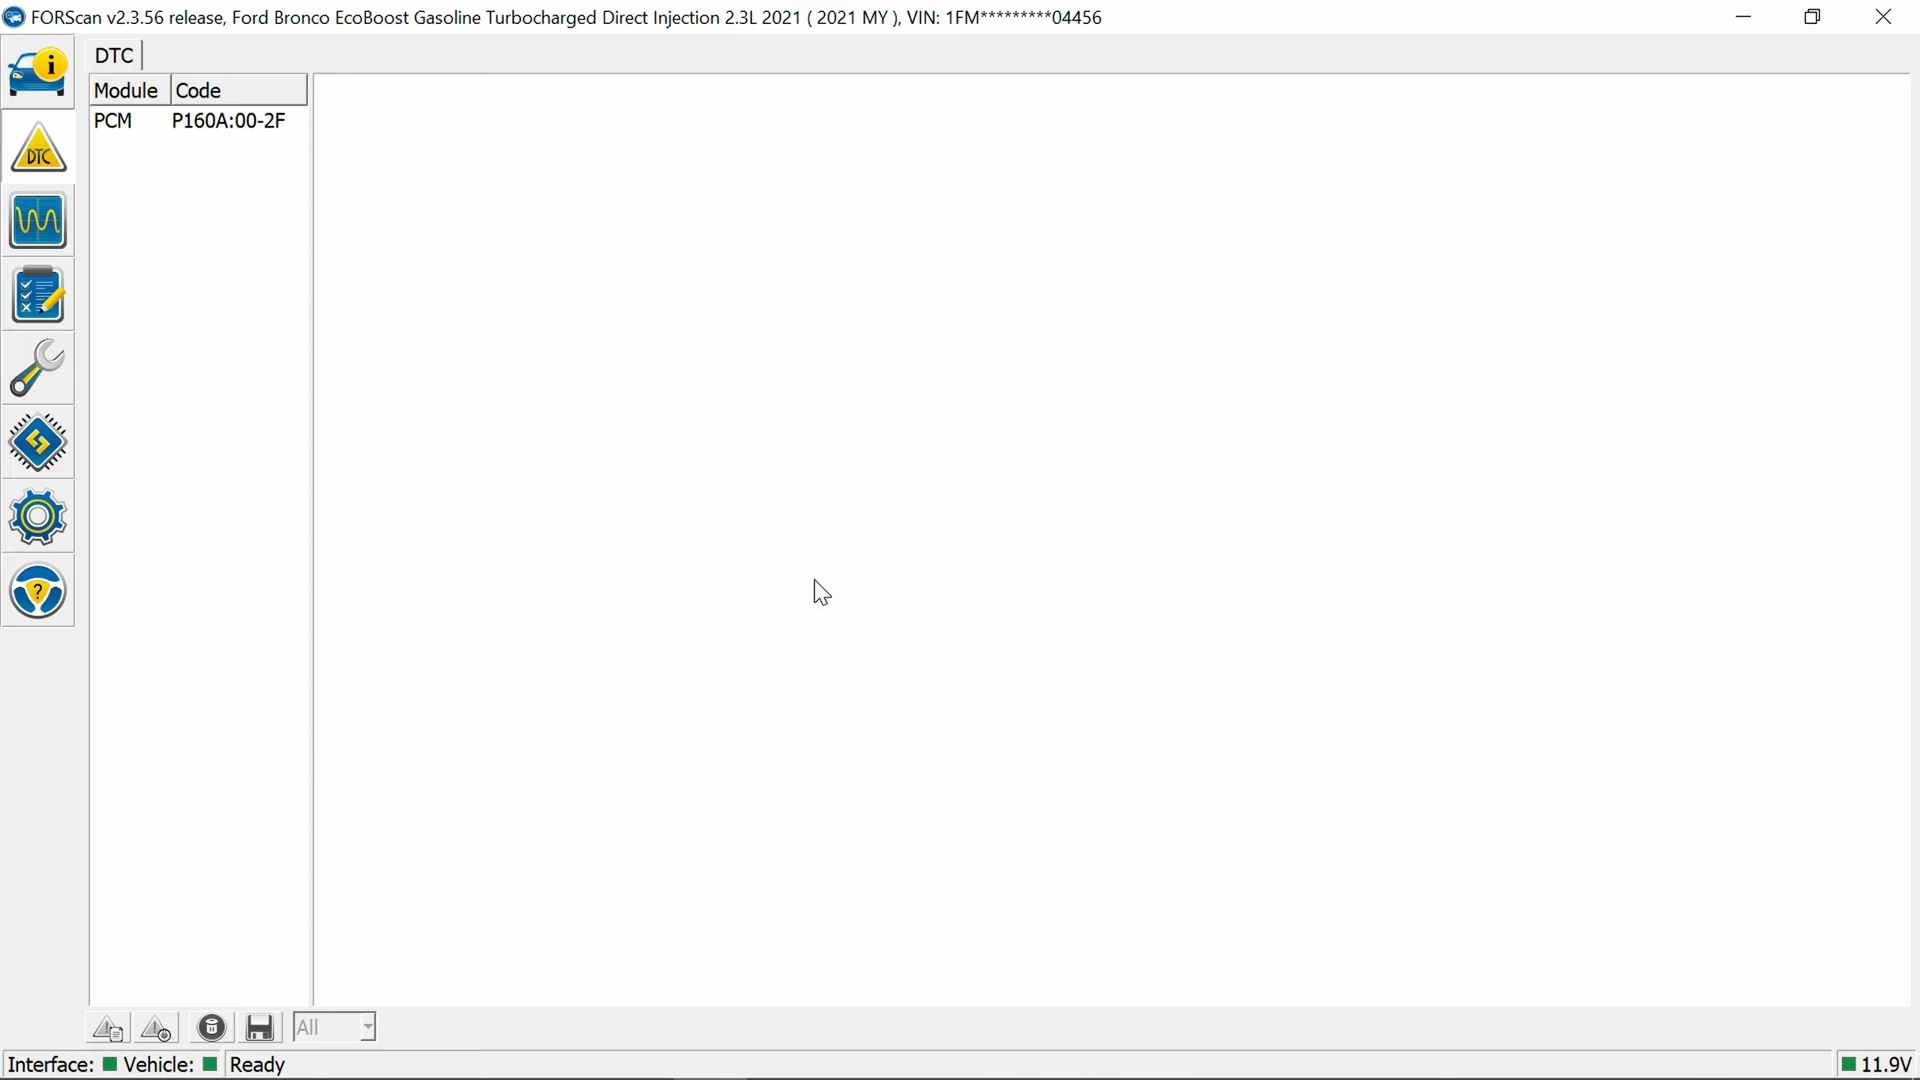 FORScan v2.3.56 release, Ford Bronco EcoBoost Gasoline Turbocharged Direct Injection 2.3L 2021 ( 2021 MY ), VIN: 1FM*********04456
DTC
Module Code
PCM P160A:00-2F
DTC
All
Interface: Vehicle: Ready 11.9V